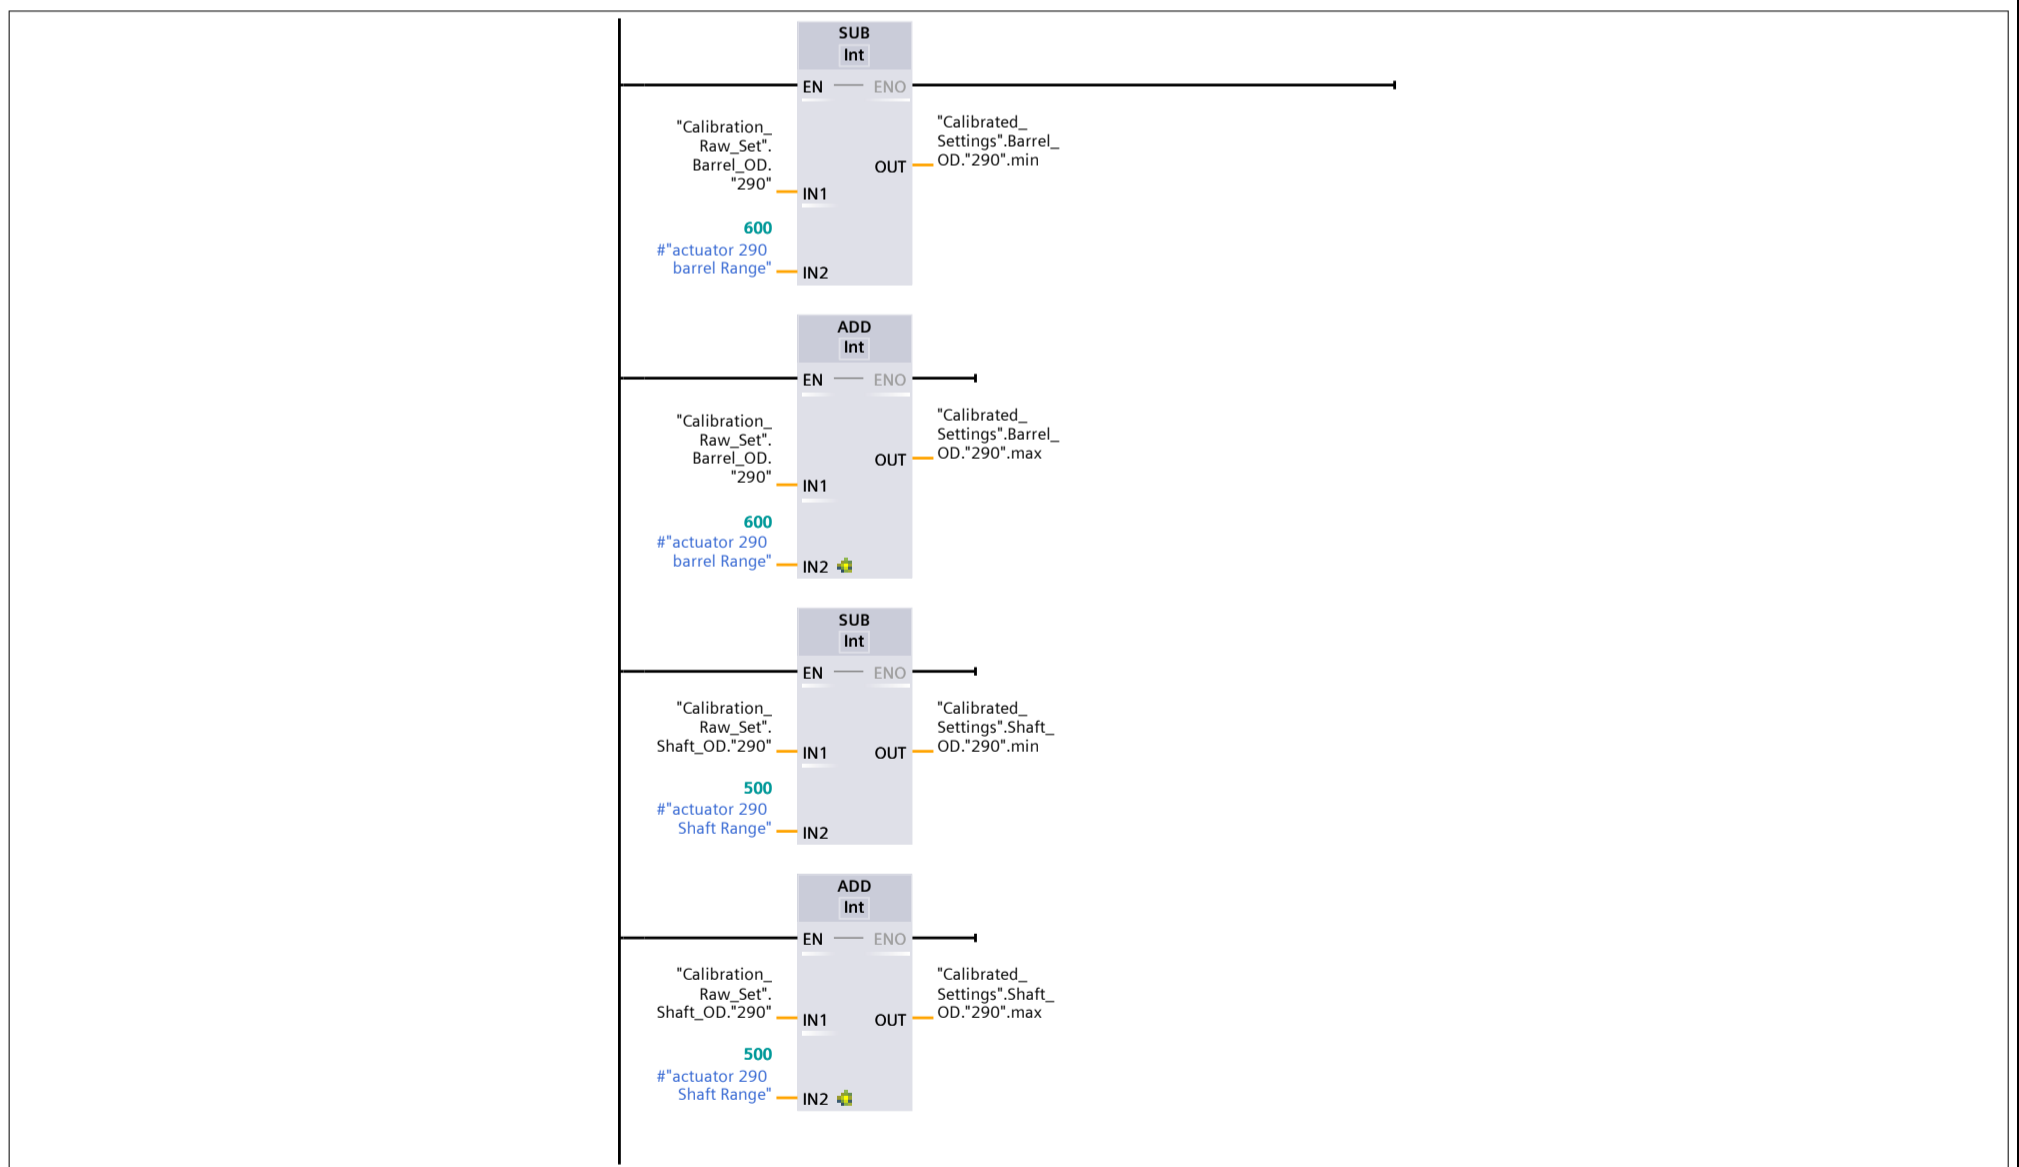 SUB
Int
EN
ENO
"Calibration_
Raw_Set".
Barrel_OD.
"290"
IN1
"Calibrated_
Settings".Barrel_
OD."290".min
OUT
600
#"actuator 290
barrel Range"
IN2
ADD
Int
EN
ENO
"Calibration_
Raw_Set".
Barrel_OD.
"290"
IN1
"Calibrated_
Settings".Barrel_
OD."290".max
OUT
600
#"actuator 290
barrel Range"
IN2
SUB
Int
EN
ENO
"Calibration_
Raw_Set".
Shaft_OD."290"
IN1
"Calibrated_
Settings".Shaft_
OD."290".min
OUT
500
#"actuator 290
Shaft Range"
IN2
ADD
Int
EN
ENO
"Calibration_
Raw_Set".
Shaft_OD."290"
IN1
"Calibrated_
Settings".Shaft_
OD."290".max
OUT
500
#"actuator 290
Shaft Range"
IN2